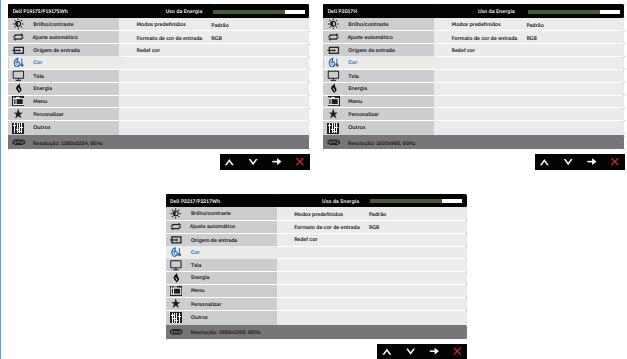 Dell P1917S/P1917SWh Uso da Energia
Brilho/contraste Modos predefinidos Padrão
Ajuste automático Formato de cor de entrada RGB
Origem de entrada Redef cor
Cor
Tela
Energia
Menu
Personalizar
Outros
Resolução: 1280x1024, 60Hz
Dell P2017H Uso da Energia
Brilho/contraste Modos predefinidos Padrão
Ajuste automático Formato de cor de entrada RGB
Origem de entrada Redef cor
Cor
Tela
Energia
Menu
Personalizar
Outros
Resolução: 1600x900, 60Hz
Dell P2217/P2217Wh Uso da Energia
Brilho/contraste Modos predefinidos Padrão
Ajuste automático Formato de cor de entrada RGB
Origem de entrada Redef cor
Cor
Tela
Energia
Menu
Personalizar
Outros
Resolução: 1680x1050, 60Hz